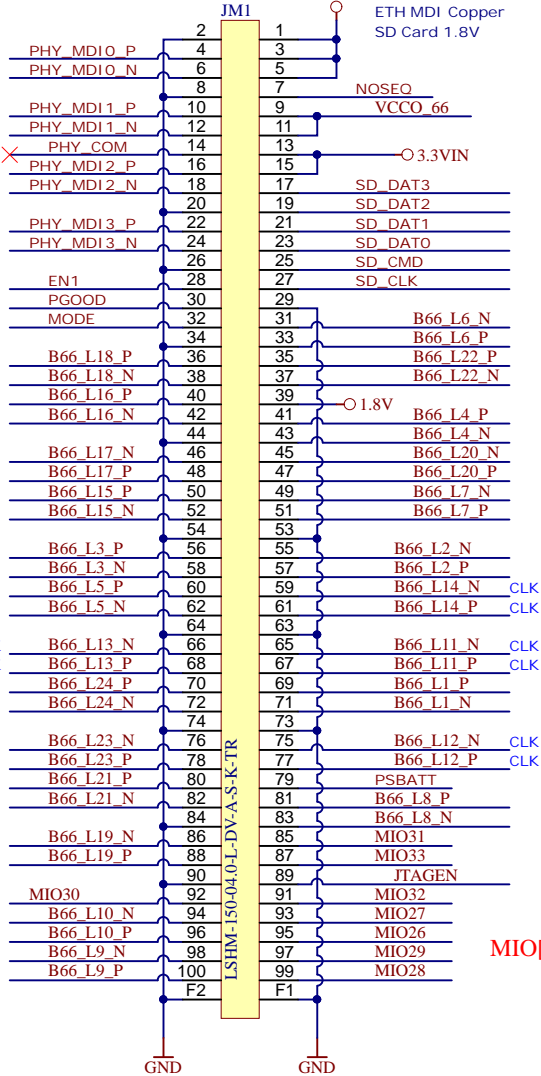 JM1
ETH MDI Copper
SD Card 1.8V
2 1
PHY_MDI0_P 4 3
PHY_MDI0_N 6 5
8 7 NOSEQ
PHY_MDI1_P 10 9 VCCO_66
PHY_MDI1_N 12 11
PHY_COM 14 13 3.3VIN
PHY_MDI2_P 16 15
PHY_MDI2_N 18 17 SD_DAT3
20 19 SD_DAT2
PHY_MDI3_P 22 21 SD_DAT1
PHY_MDI3_N 24 23 SD_DAT0
26 25 SD_CMD
EN1 28 27 SD_CLK
PGOOD 30 29
MODE 32 31 B66_L6_N
34 33 B66_L6_P
B66_L18_P 36 35 B66_L22_P
B66_L18_N 38 37 B66_L22_N
B66_L16_P 40 39 1.8V
B66_L16_N 42 41 B66_L4_P
44 43 B66_L4_N
B66_L17_N 46 45 B66_L20_N
B66_L17_P 48 47 B66_L20_P
B66_L15_P 50 49 B66_L7_N
B66_L15_N 52 51 B66_L7_P
54 53
B66_L3_P 56 55 B66_L2_N
B66_L3_N 58 57 B66_L2_P
B66_L5_P 60 59 B66_L14_N CLK
B66_L5_N 62 61 B66_L14_P CLK
64 63
B66_L13_N 66 65 B66_L11_N CLK
B66_L13_P 68 67 B66_L11_P CLK
B66_L24_P 70 69 B66_L1_P
B66_L24_N 72 71 B66_L1_N
74 73
B66_L23_N 76 75 B66_L12_N CLK
B66_L23_P 78 77 B66_L12_P CLK
B66_L21_P 80 79 PSBATT
B66_L21_N 82 81 B66_L8_P
84 83 B66_L8_N
B66_L19_N 86 85 MIO31
B66_L19_P 88 87 MIO33
90 89 JTAGEN
MIO30 92 91 MIO32
B66_L10_N 94 93 MIO27
B66_L10_P 96 95 MIO26
B66_L9_N 98 97 MIO29
B66_L9_P 100 99 MIO28
F2 F1
LSHM-150-04.0-L-DV-A-S-K-TR
MIO
GND GND